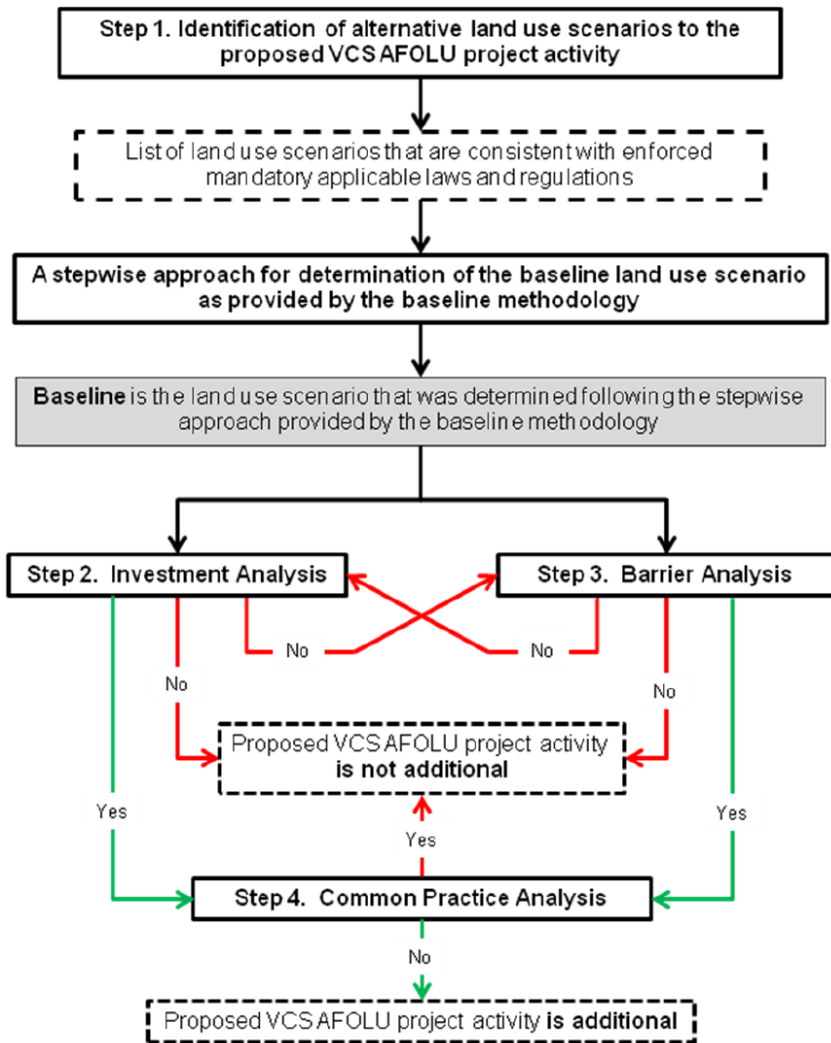 Step 1. Identification of alternative land use scenarios to the
proposed VCS AFOLU project activity
List of land use scenarios that are consistent with enforced
mandatory applicable laws and regulations
A stepwise approach for determination of the baseline land use scenario
as provided by the baseline methodology
Baseline is the land use scenario that was determined following the stepwise
approach provided by the baseline methodology
Step 2. Investment Analysis
Step 3. Barrier Analysis
No
No
No
No
Proposed VCS AFOLU project activity
is not additional
Yes
Yes
Yes
Step 4. Common Practice Analysis
No
Proposed VCS AFOLU project activity is additional